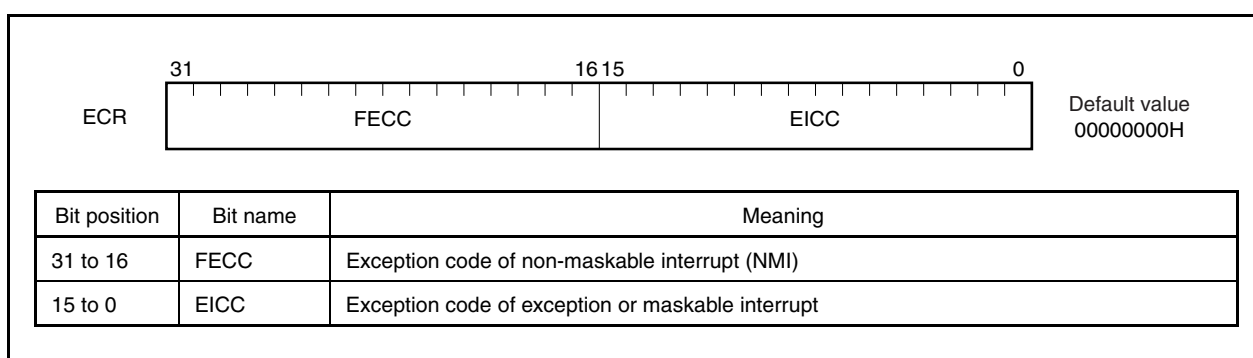 31 16 15 0
ECR FECC EICC Default value
00000000H
Bit position Bit name Meaning
31 to 16 FECC Exception code of non-maskable interrupt (NMI)
15 to 0 EICC Exception code of exception or maskable interrupt